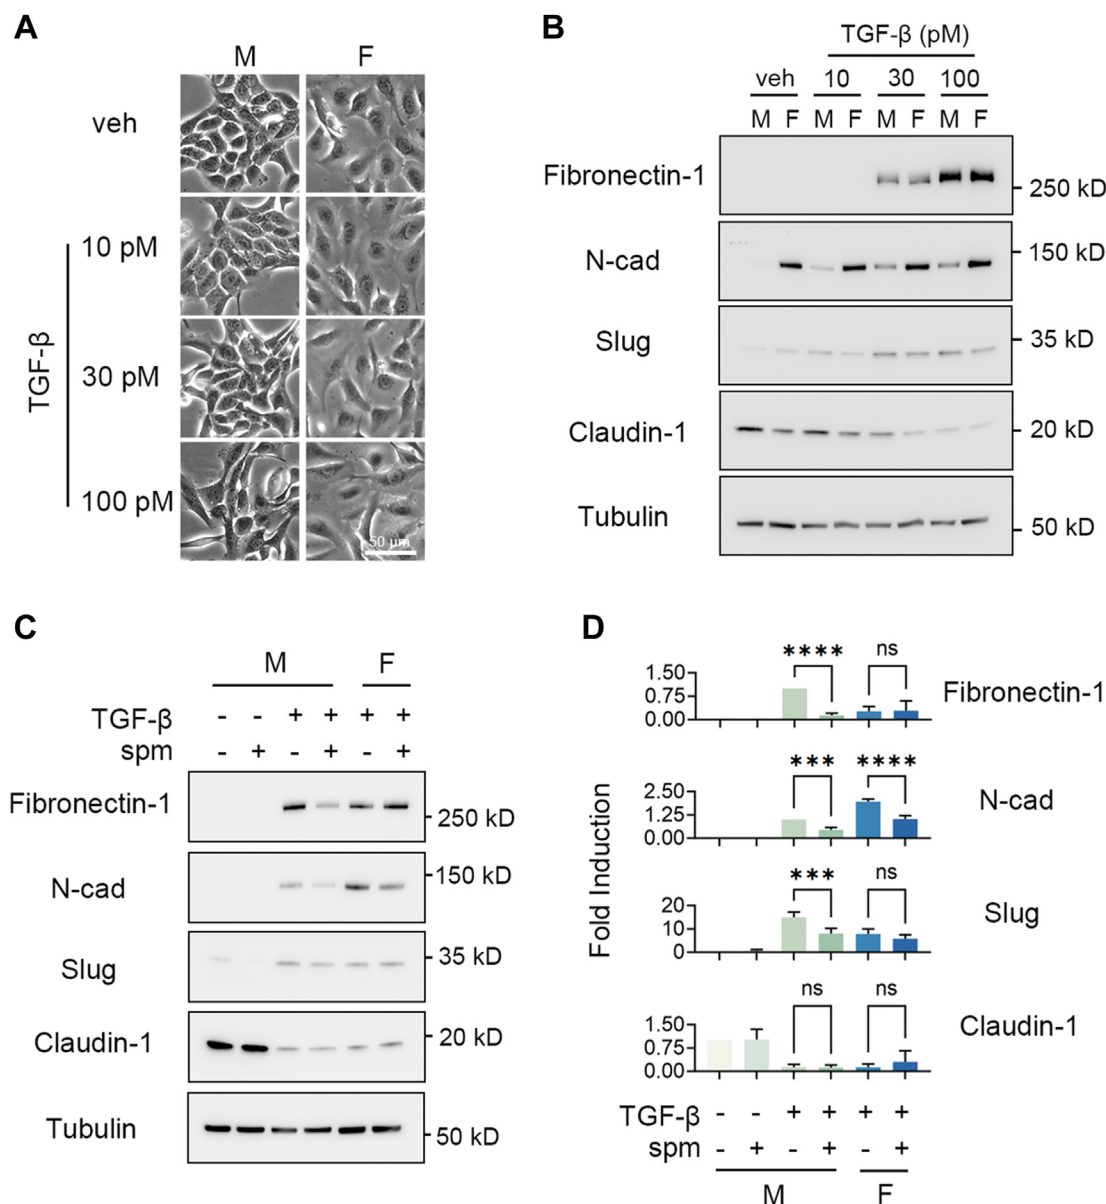 A
M F
veh
10 pM
30 pM
100 pM
TGF-β
50 μm
B
TGF-β (pM)
veh 10 30 100
M F M F M F M F
Fibronectin-1 250 kD
N-cad 150 kD
Slug 35 kD
Claudin-1 20 kD
Tubulin 50 kD
C
M F
TGF-β - - + + + +
spm - + - + - +
Fibronectin-1 250 kD
N-cad 150 kD
Slug 35 kD
Claudin-1 20 kD
Tubulin 50 kD
D
Fold Induction
**** ns
1.50
0.75
0.00
Fibronectin-1
*** ****
2.50
1.25
0.00
N-cad
*** ns
20
10
0
Slug
ns ns
1.50
0.75
0.00
Claudin-1
TGF-β - - + + + +
spm - + - + - +
M F